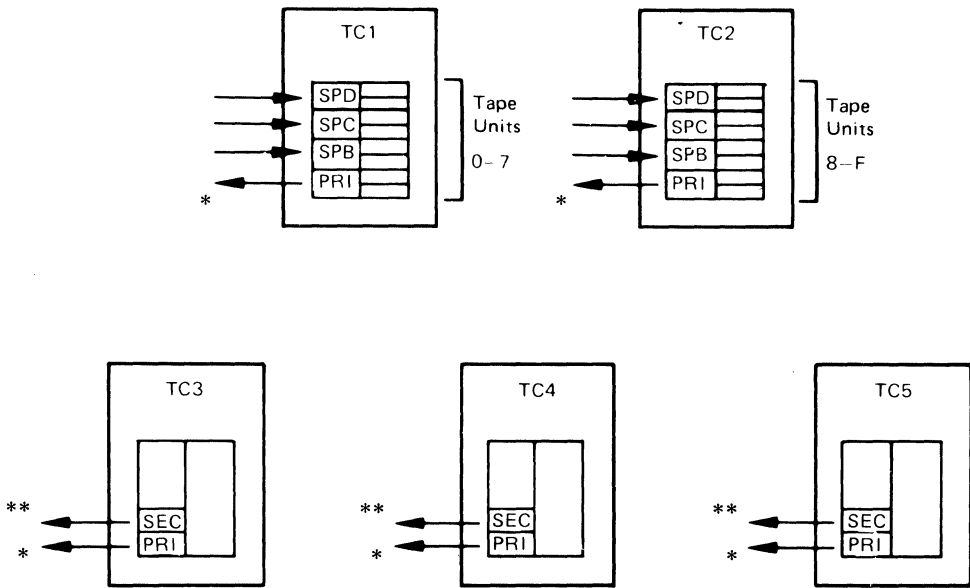 TC1
SPD
SPC
SPB
PRI
*
Tape
Units
0-7
TC2
SPD
SPC
SPB
PRI
*
Tape
Units
8-F
TC3
**
SEC
*
PRI
TC4
**
SEC
*
PRI
TC5
**
SEC
*
PRI